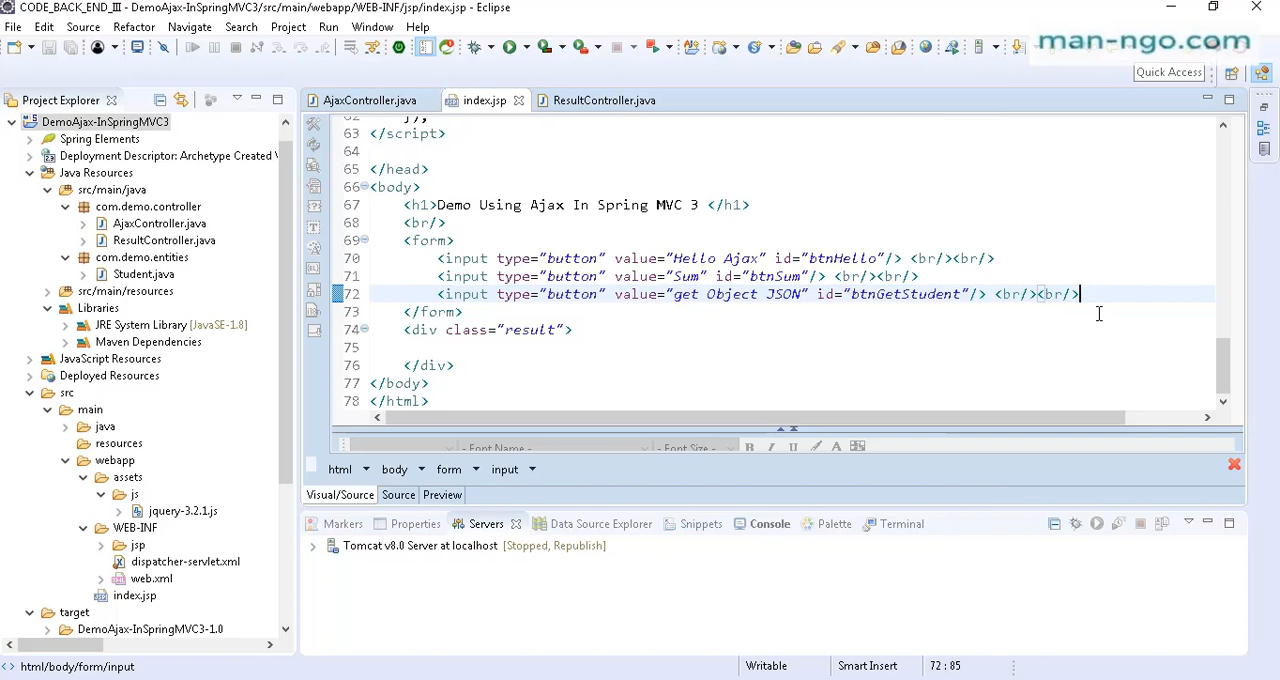 CODE_BACK_END_III - DemoAjax-InSpringMVC3/src/main/webapp/WEB-INF/jsp/index.jsp - Eclipse
File Edit Source Refactor Navigate Search Project Run Window Help
man-ngo.com
Quick Access
Project Explorer
AjaxController.java index.jsp ResultController.java
DemoAjax-InSpringMVC3
Spring Elements
Deployment Descriptor: Archetype Created V
Java Resources
src/main/java
com.demo.controller
AjaxController.java
ResultController.java
com.demo.entities
Student.java
src/main/resources
Libraries
JRE System Library [JavaSE-1.8]
Maven Dependencies
JavaScript Resources
Deployed Resources
src
main
java
resources
webapp
assets
js
jquery-3.2.1.js
WEB-INF
jsp
dispatcher-servlet.xml
web.xml
index.jsp
target
DemoAjax-InSpringMVC3-1.0
62 });
63 </script>
64
65 </head>
66 <body>
67 <h1>Demo Using Ajax In Spring MVC 3 </h1>
68 <br/>
69 <form>
70 <input type="button" value="Hello Ajax" id="btnHello"/> <br/><br/>
71 <input type="button" value="Sum" id="btnSum"/> <br/><br/>
72 <input type="button" value="get Object JSON" id="btnGetStudent"/> <br/><br/>
73 </form>
74 <div class="result">
75
76 </div>
77 </body>
78 </html>
- Font Name - - Font Size - B I U A
html body form input
Visual/Source Source Preview
Markers Properties Servers Data Source Explorer Snippets Console Palette Terminal
Tomcat v8.0 Server at localhost [Stopped, Republish]
html/body/form/input Writable Smart Insert 72 : 85